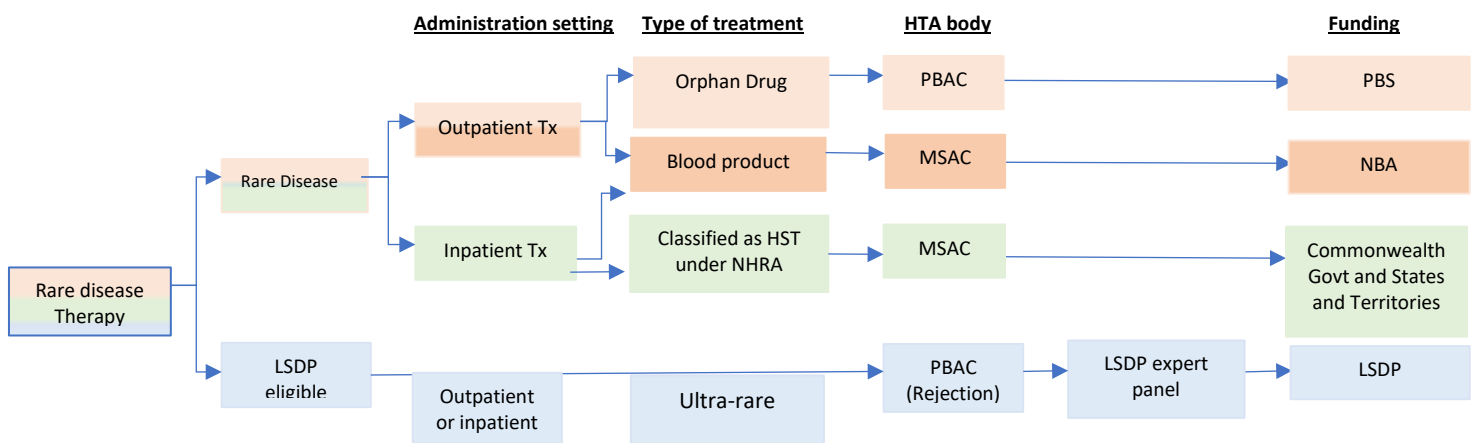 Administration setting
Type of treatment
HTA body
Funding
Orphan Drug
PBAC
PBS
Outpatient Tx
Blood product
MSAC
NBA
Rare Disease
Inpatient Tx
Classified as HST
under NHRA
MSAC
Commonwealth
Govt and States
and Territories
Rare disease
Therapy
LSDP
eligible
Outpatient
or inpatient
Ultra-rare
PBAC
(Rejection)
LSDP expert
panel
LSDP